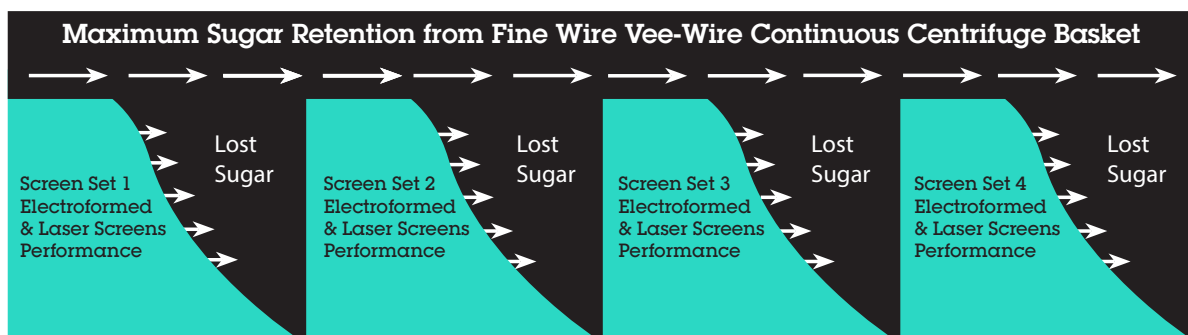 Maximum Sugar Retention from Fine Wire Vee-Wire Continuous Centrifuge Basket
Screen Set 1
Electroformed
& Laser Screens
Performance
Lost
Sugar
Screen Set 2
Electroformed
& Laser Screens
Performance
Lost
Sugar
Screen Set 3
Electroformed
& Laser Screens
Performance
Lost
Sugar
Screen Set 4
Electroformed
& Laser Screens
Performance
Lost
Sugar